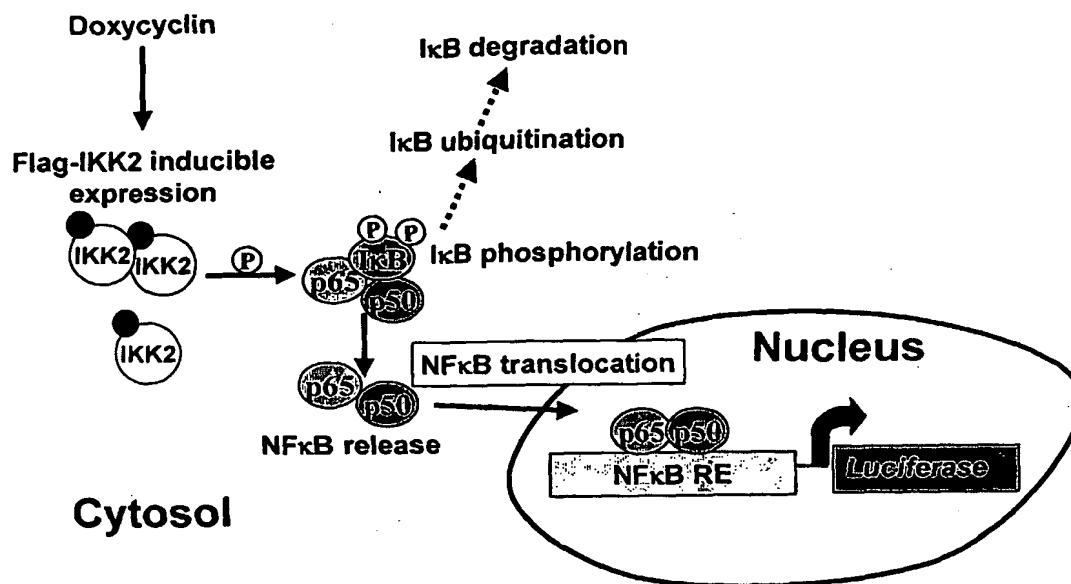 Doxycyclin
Flag-IKK2 inducible
expression
IKK2
IKK2
IKK2
P
IκB degradation
IκB ubiquitination
P
P
IκB
IκB phosphorylation
p65
p50
p65
p50
NFκB release
NFκB translocation
Nucleus
p65
p50
NFκB RE
Luciferase
Cytosol